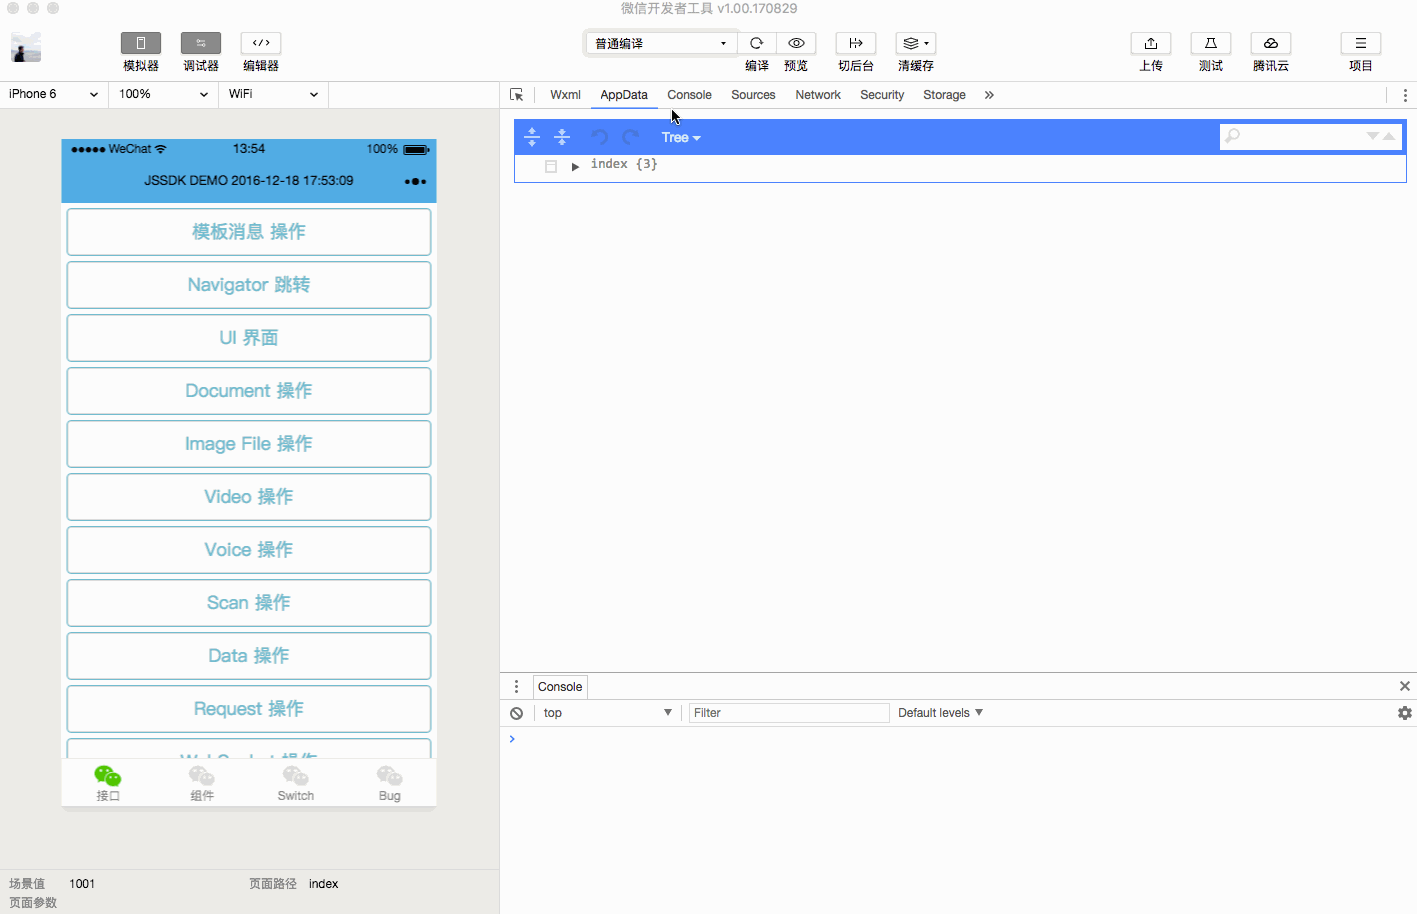 微信开发者工具 v1.00.170829
模拟器 调试器 编辑器 普通编译 编译 预览 切后台 清缓存 上传 测试 腾讯云 项目
iPhone 6 100% WiFi
Wxml AppData Console Sources Network Security Storage »
Tree
index {3}
WeChat 13:54 100%
JSSDK DEMO 2016-12-18 17:53:09
模板消息 操作
Navigator 跳转
UI 界面
Document 操作
Image File 操作
Video 操作
Voice 操作
Scan 操作
Data 操作
Request 操作
接口 组件 Switch Bug
场景值 1001 页面路径 index
页面参数
Console
top Filter Default levels